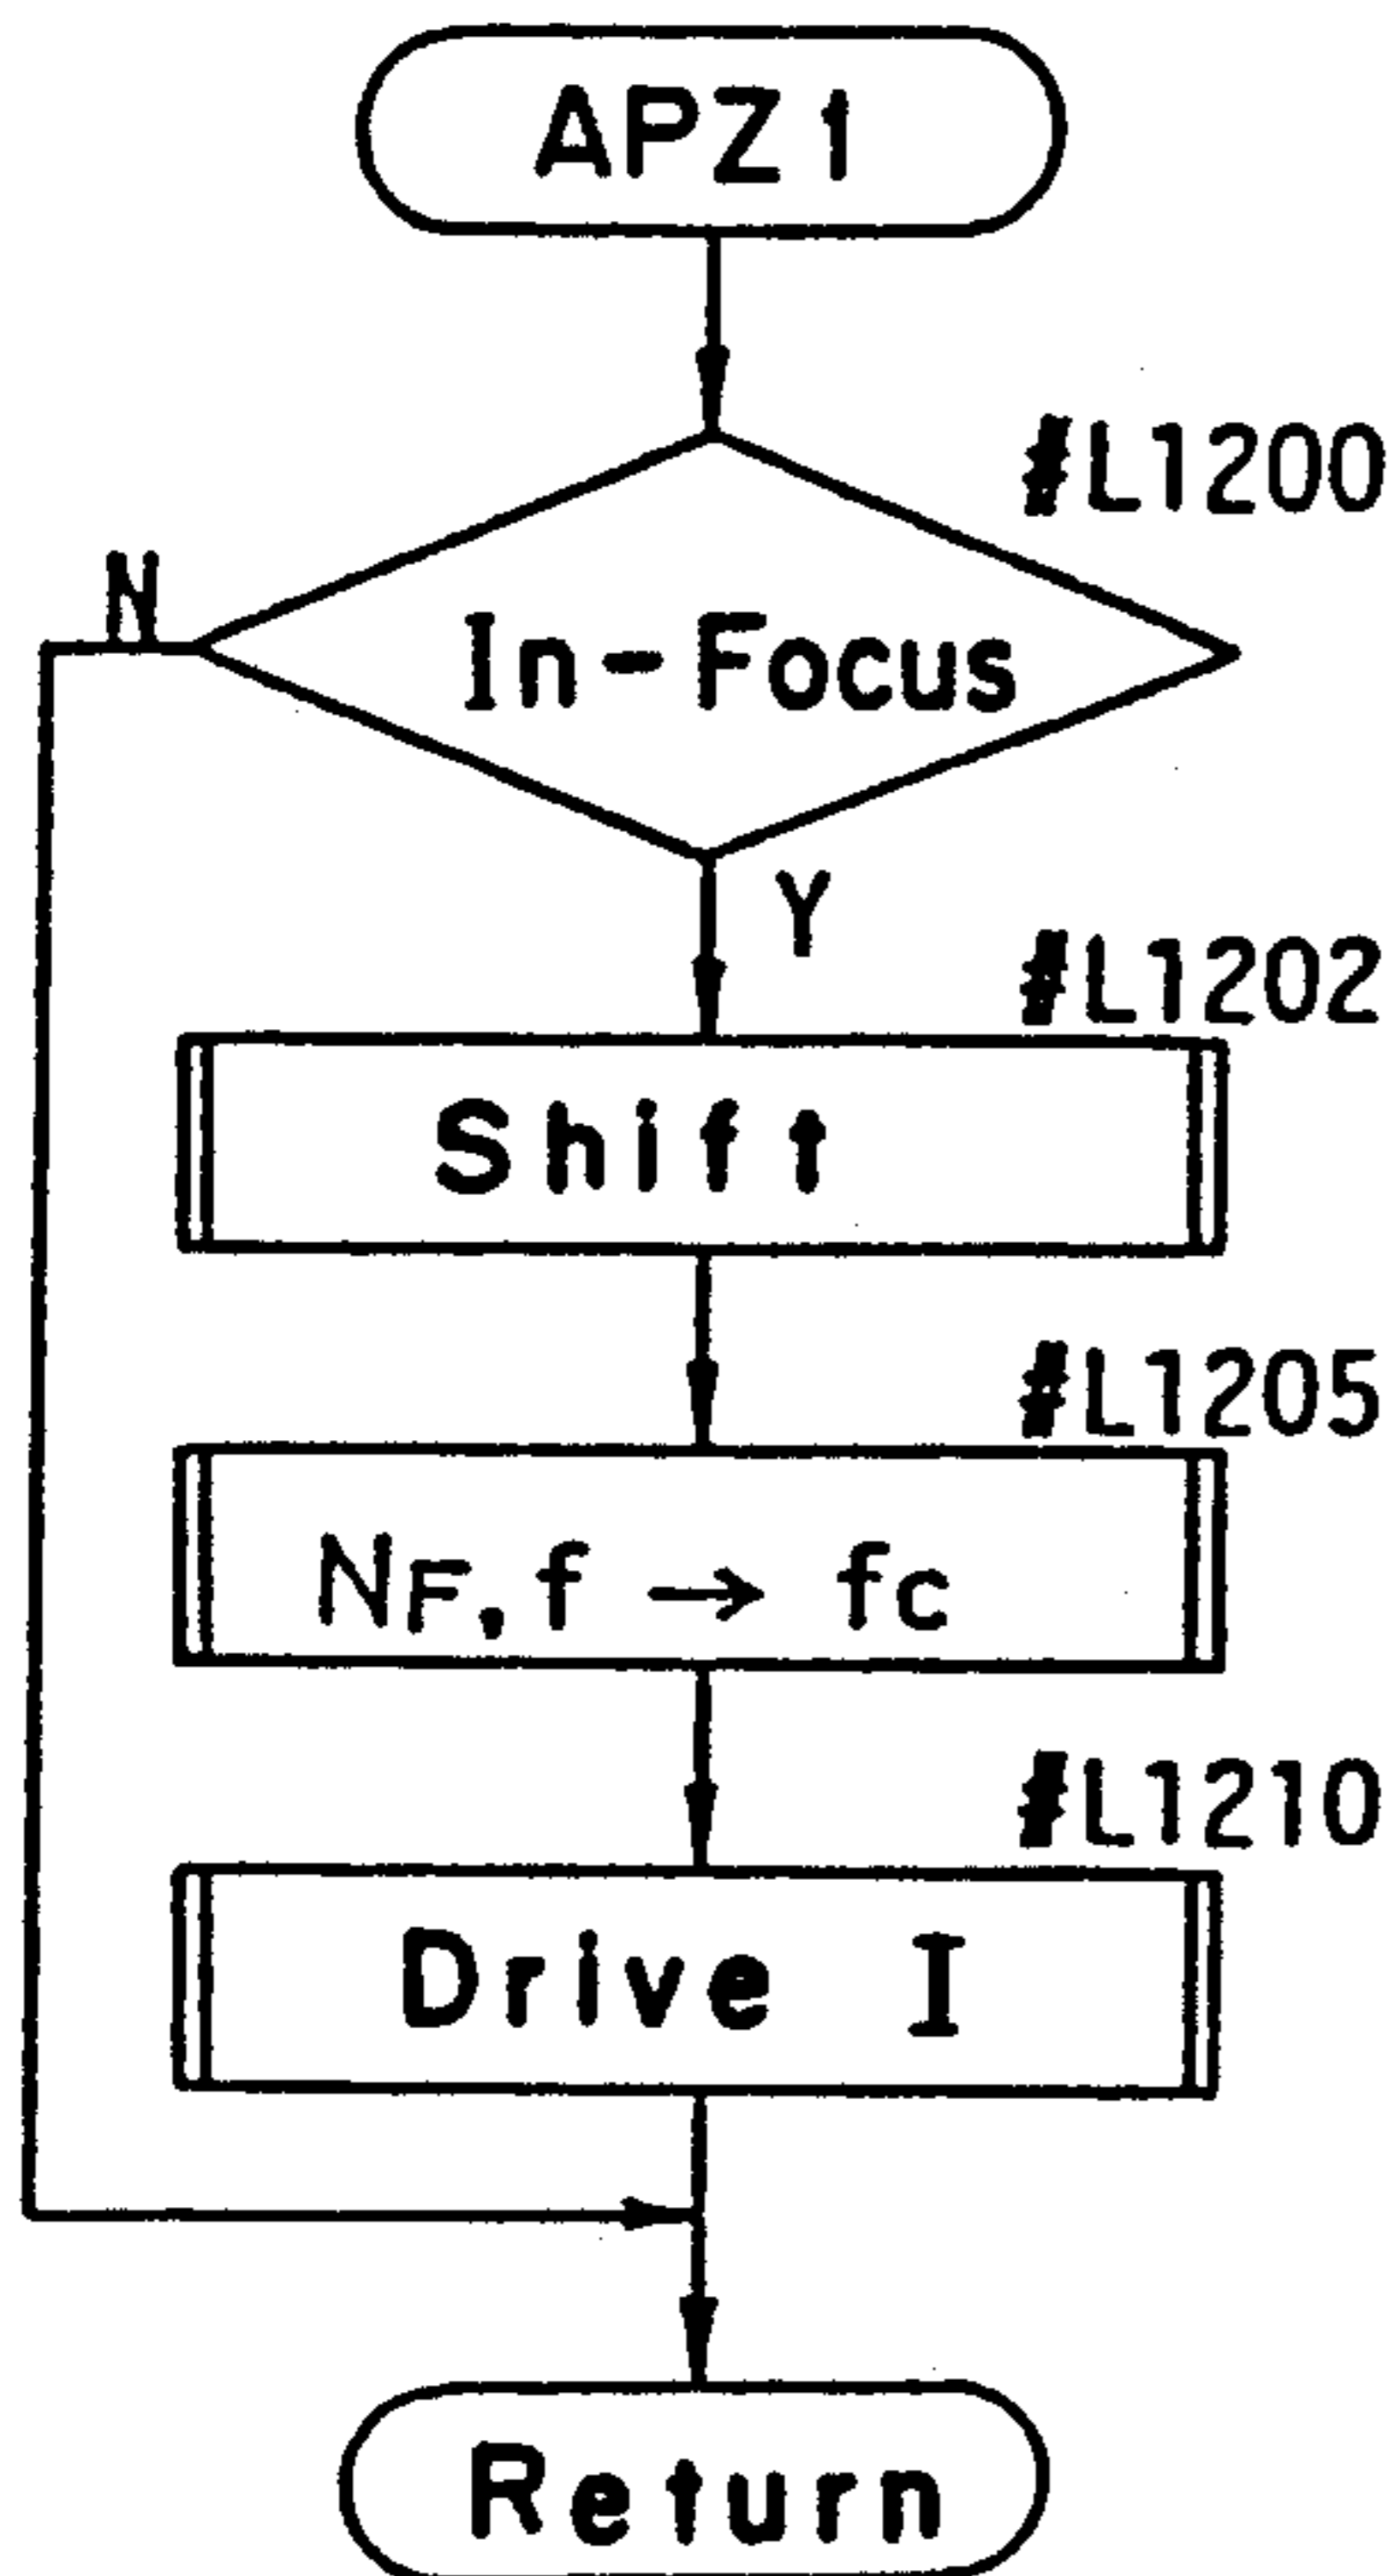 APZ1
#L1200
N
In-Focus
Y
#L1202
Shift
#L1205
NF, f → fc
#L1210
Drive I
Return